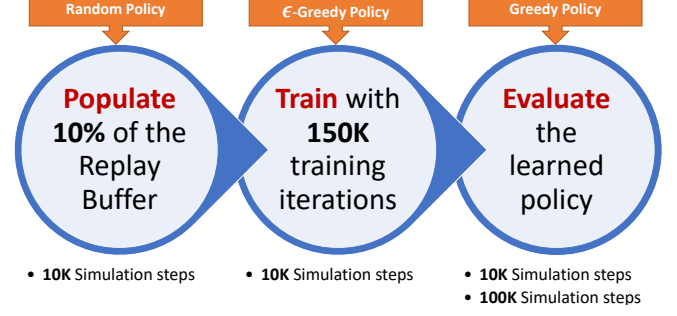 Random Policy
ϵ-Greedy Policy
Greedy Policy
Populate
10% of the
Replay
Buffer
Train with
150K
training
iterations
Evaluate
the
learned
policy
• 10K Simulation steps
• 10K Simulation steps
• 10K Simulation steps
• 100K Simulation steps